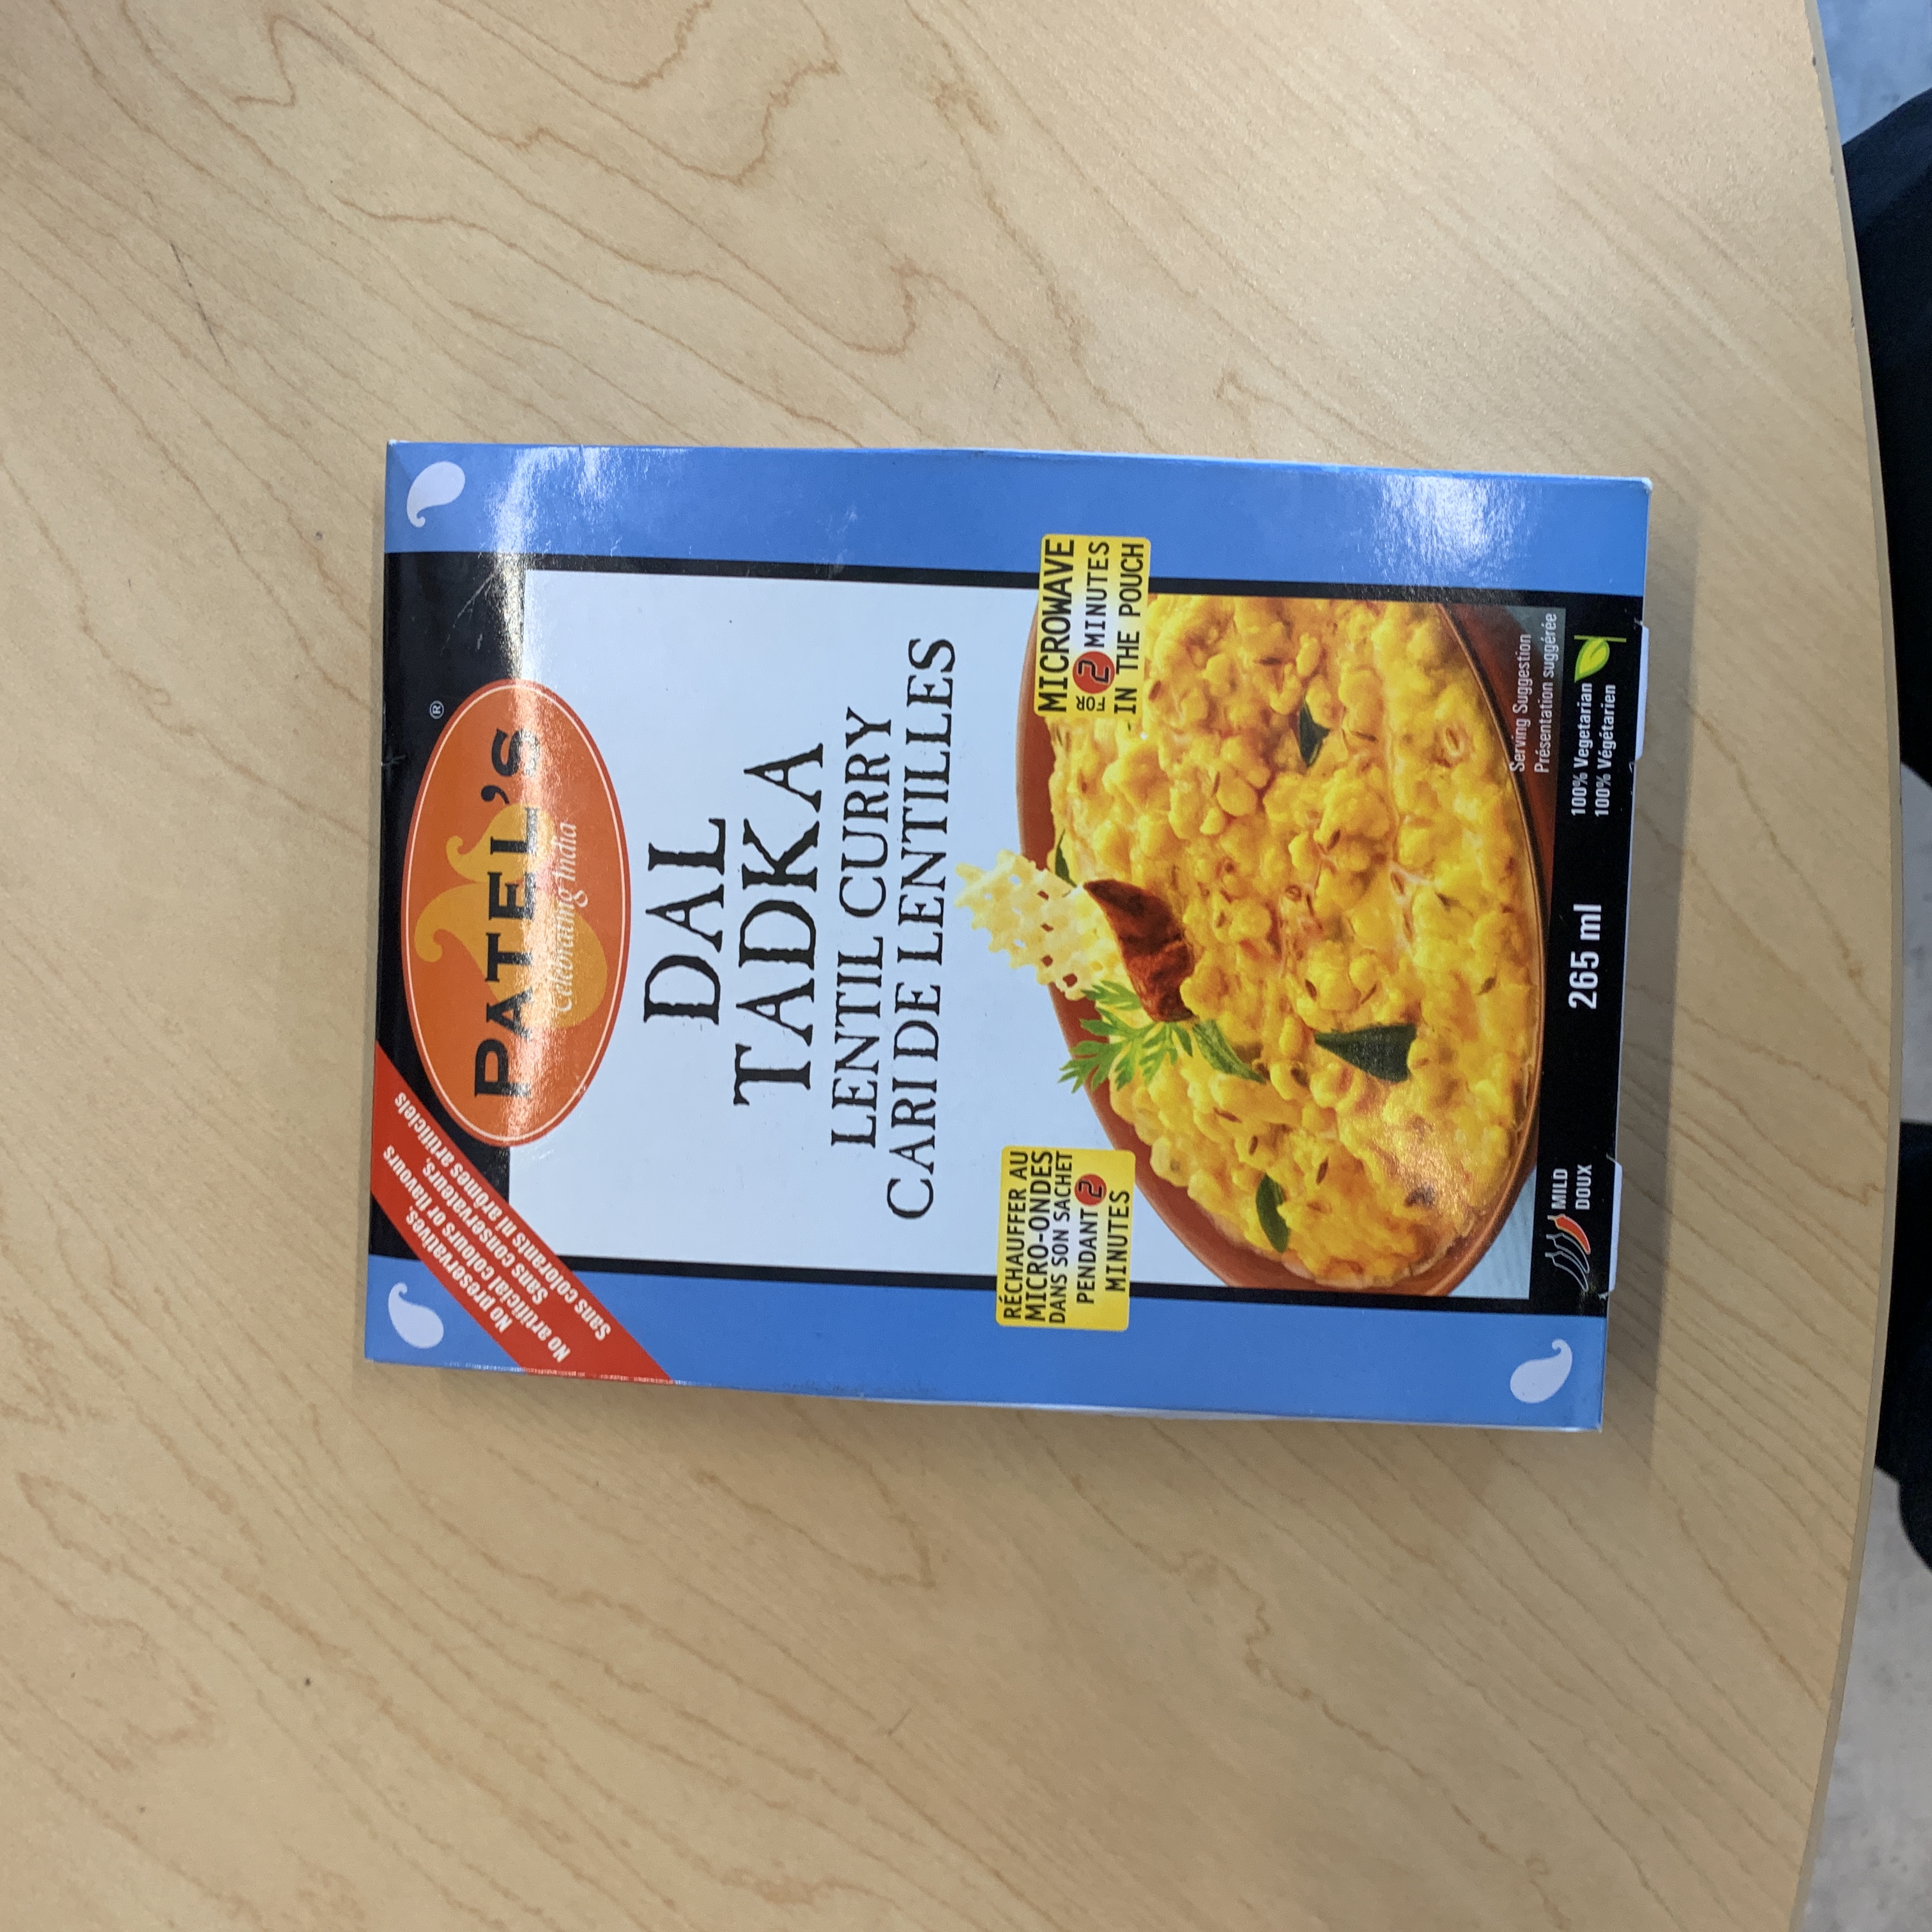 No preservatives.
No artificial colours or flavours
Sans conservateurs,
Sans colorants ni arômes artificiels
PATEL'S
®
Celebrating India
DAL
TADKA
LENTIL CURRY
CARI DE LENTILLES
RÉCHAUFFER AU
MICRO-ONDES
DANS SON SACHET
PENDANT 2
MINUTES
MICROWAVE
FOR 2 MINUTES
IN THE POUCH
Serving Suggestion
Présentation suggérée
MILD
DOUX
265 ml
100% Vegetarian
100% Végétarien